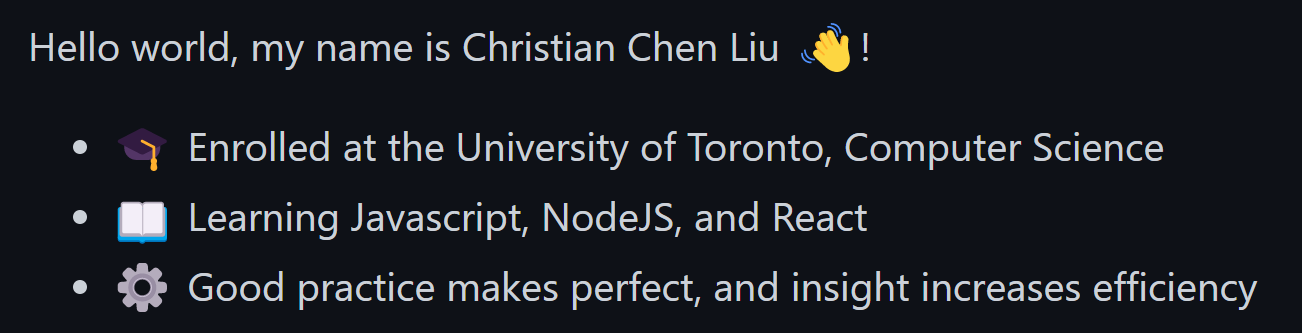 Hello world, my name is Christian Chen Liu 👋!
• 🎓 Enrolled at the University of Toronto, Computer Science
• 📖 Learning Javascript, NodeJS, and React
• ⚙️ Good practice makes perfect, and insight increases efficiency